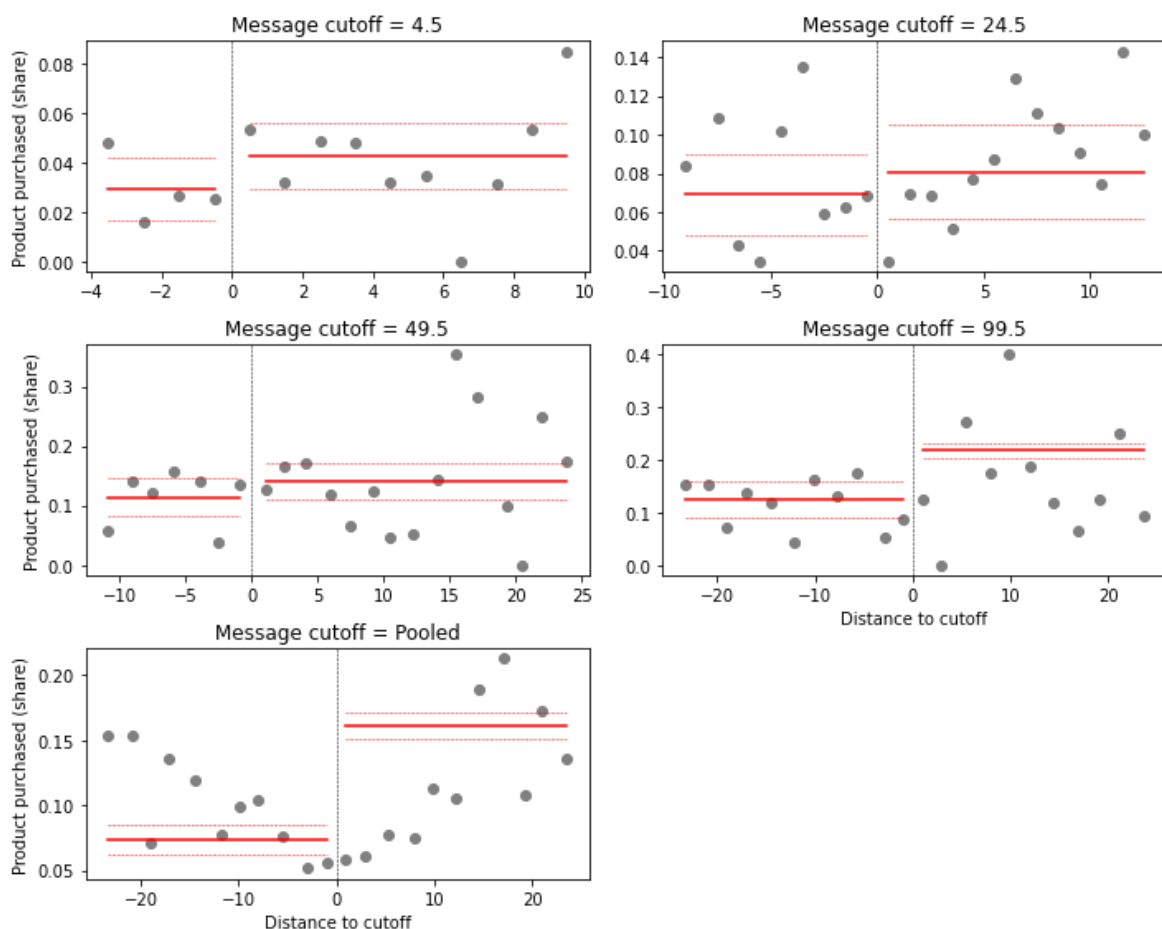 Message cutoff = 4.5
Product purchased (share)
0.08
0.06
0.04
0.02
0.00
−4 −2 0 2 4 6 8 10
Message cutoff = 24.5
0.14
0.12
0.10
0.08
0.06
0.04
−10 −5 0 5 10
Message cutoff = 49.5
Product purchased (share)
0.3
0.2
0.1
0.0
−10 −5 0 5 10 15 20 25
Message cutoff = 99.5
0.4
0.3
0.2
0.1
0.0
−20 −10 0 10 20
Distance to cutoff
Message cutoff = Pooled
Product purchased (share)
0.20
0.15
0.10
0.05
−20 −10 0 10 20
Distance to cutoff